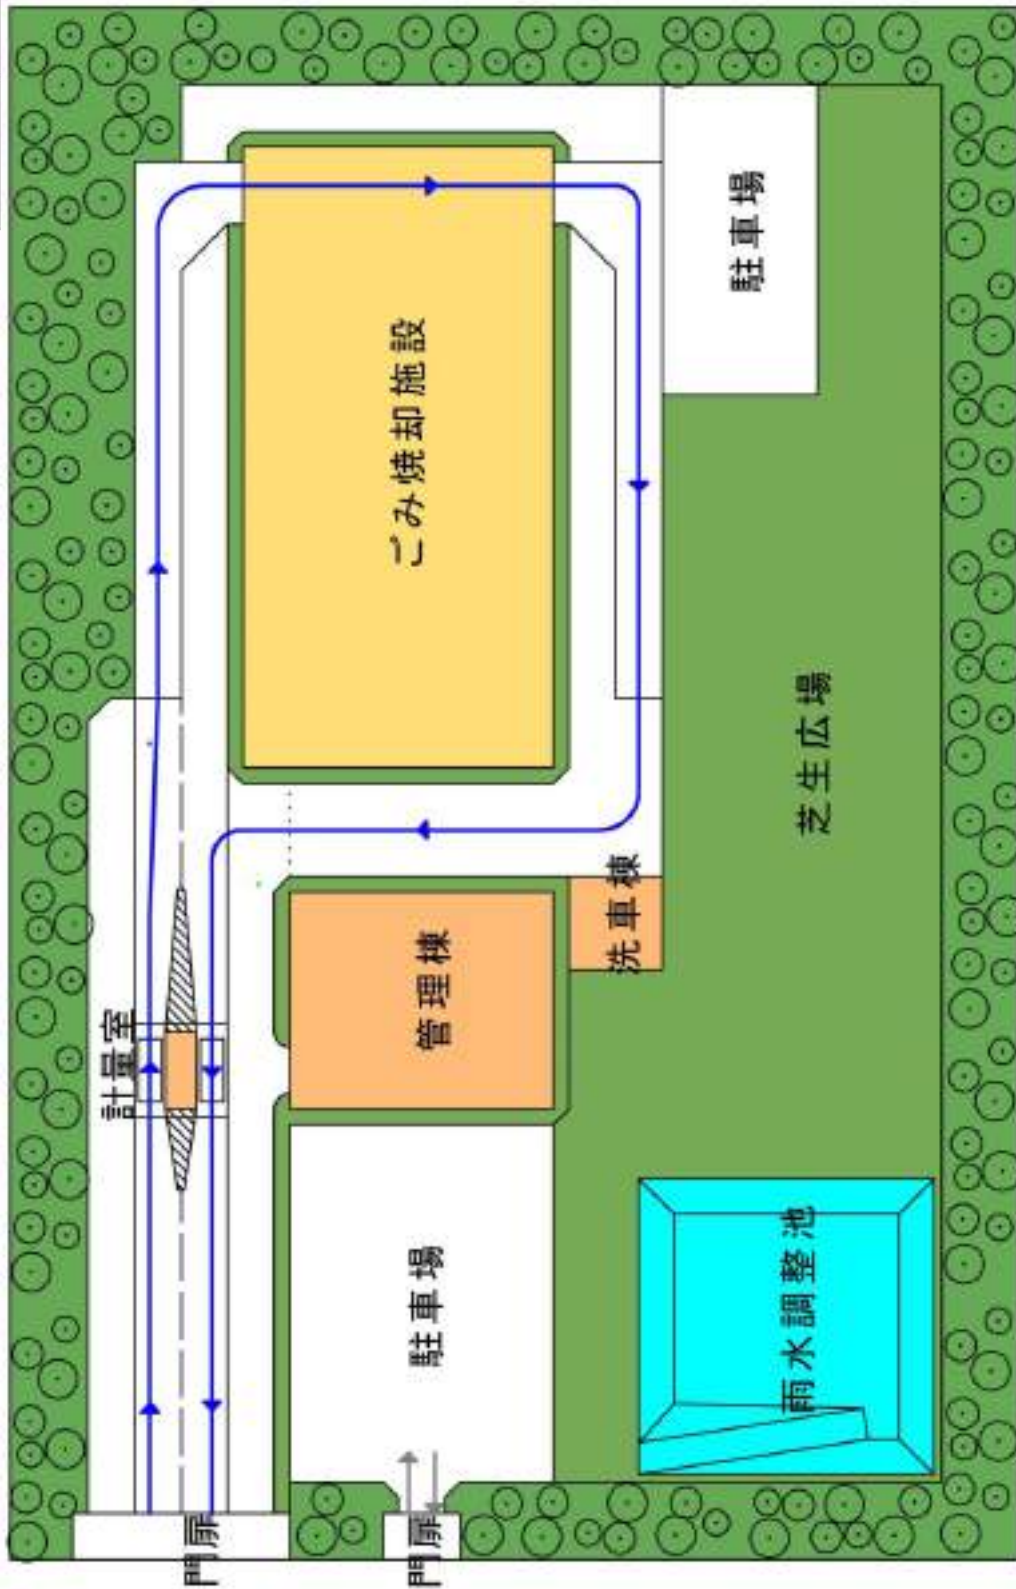 計量室
ごみ焼却施設
駐車場
管理棟
洗車棟
芝生広場
駐車場
雨水調整池
門扉
門扉